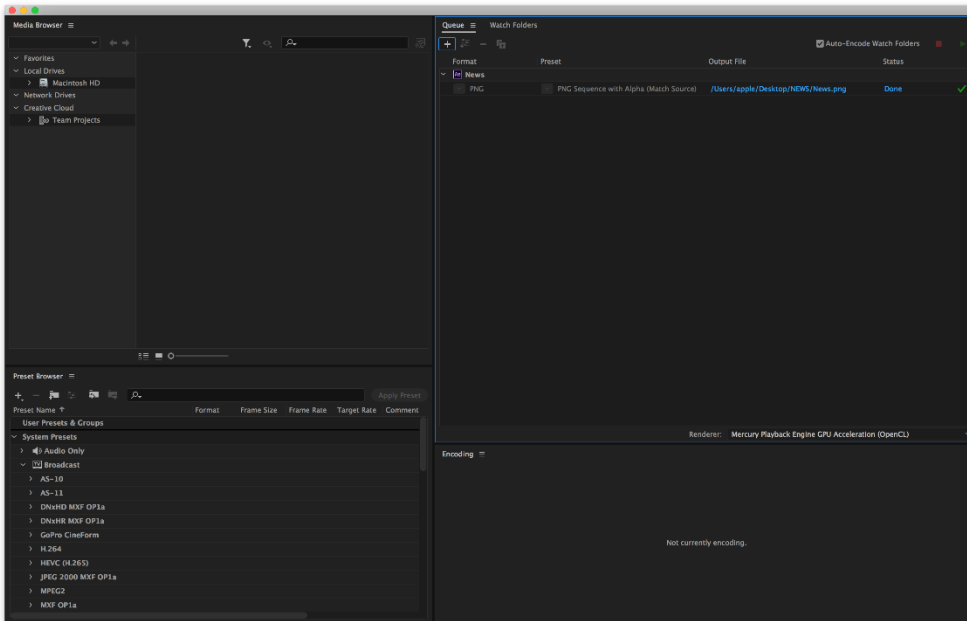 Media Browser
Favorites
Local Drives
Macintosh HD
Network Drives
Creative Cloud
Team Projects
Queue Watch Folders
Auto-Encode Watch Folders
Format Preset Output File Status
Ae News
PNG PNG Sequence with Alpha (Match Source) /Users/apple/Desktop/NEWS/News.png Done
Renderer: Mercury Playback Engine GPU Acceleration (OpenCL)
Preset Browser
Apply Preset
Preset Name Format Frame Size Frame Rate Target Rate Comment
User Presets & Groups
System Presets
Audio Only
TV Broadcast
AS-10
AS-11
DNxHD MXF OP1a
DNxHR MXF OP1a
GoPro CineForm
H.264
HEVC (H.265)
JPEG 2000 MXF OP1a
MPEG2
MXF OP1a
Encoding
Not currently encoding.